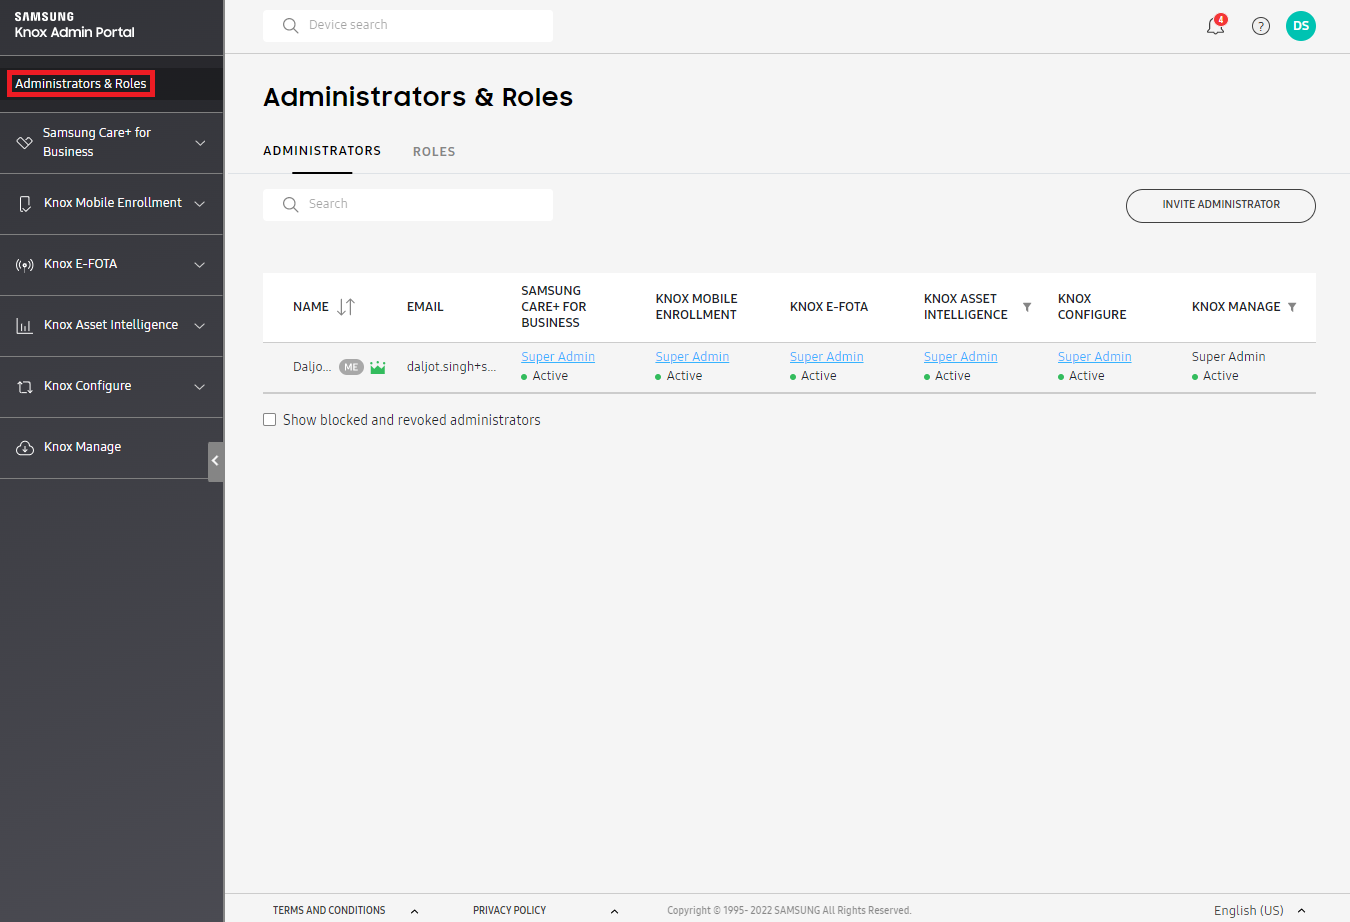 SAMSUNG
Knox Admin Portal
Administrators & Roles
Samsung Care+ for
Business
Knox Mobile Enrollment
Knox E-FOTA
Knox Asset Intelligence
Knox Configure
Knox Manage
Device search
4
?
DS
Administrators & Roles
ADMINISTRATORS
ROLES
Search
INVITE ADMINISTRATOR
NAME
EMAIL
SAMSUNG
CARE+ FOR
BUSINESS
KNOX MOBILE
ENROLLMENT
KNOX E-FOTA
KNOX ASSET
INTELLIGENCE
KNOX
CONFIGURE
KNOX MANAGE
Daljo...
ME
daljot.singh+s...
Super Admin
Active
Super Admin
Active
Super Admin
Active
Super Admin
Active
Super Admin
Active
Super Admin
Active
Show blocked and revoked administrators
TERMS AND CONDITIONS
PRIVACY POLICY
Copyright © 1995- 2022 SAMSUNG All Rights Reserved.
English (US)